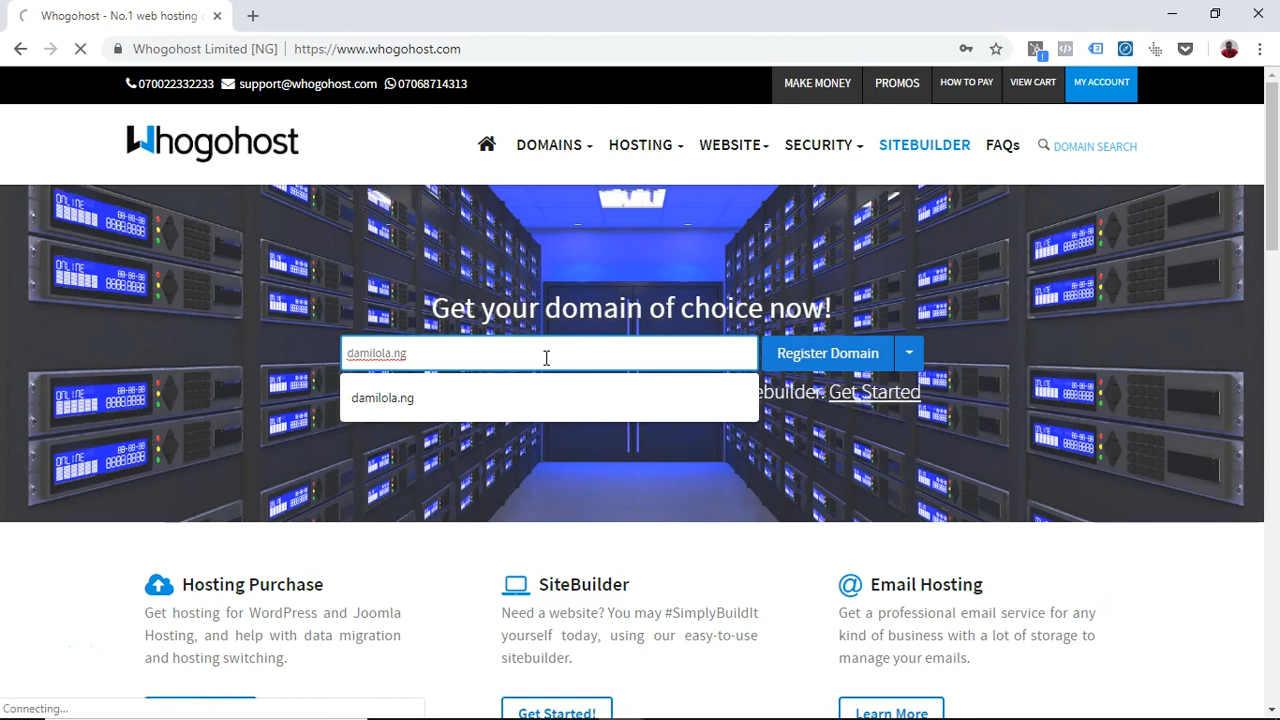 Whogohost - No.1 web hosting
Whogohost Limited [NG] https://www.whogohost.com
070022332233 support@whogohost.com 07068714313
MAKE MONEY PROMOS HOW TO PAY VIEW CART MY ACCOUNT
Whogohost
DOMAINS HOSTING WEBSITE SECURITY SITEBUILDER FAQs DOMAIN SEARCH
Get your domain of choice now!
damilola.ng Register Domain
damilola.ng
ebuilder. Get Started
Hosting Purchase
Get hosting for WordPress and Joomla
Hosting, and help with data migration
and hosting switching.
SiteBuilder
Need a website? You may #SimplyBuildIt
yourself today, using our easy-to-use
sitebuilder.
Get Started!
Email Hosting
Get a professional email service for any
kind of business with a lot of storage to
manage your emails.
Learn More
Connecting...